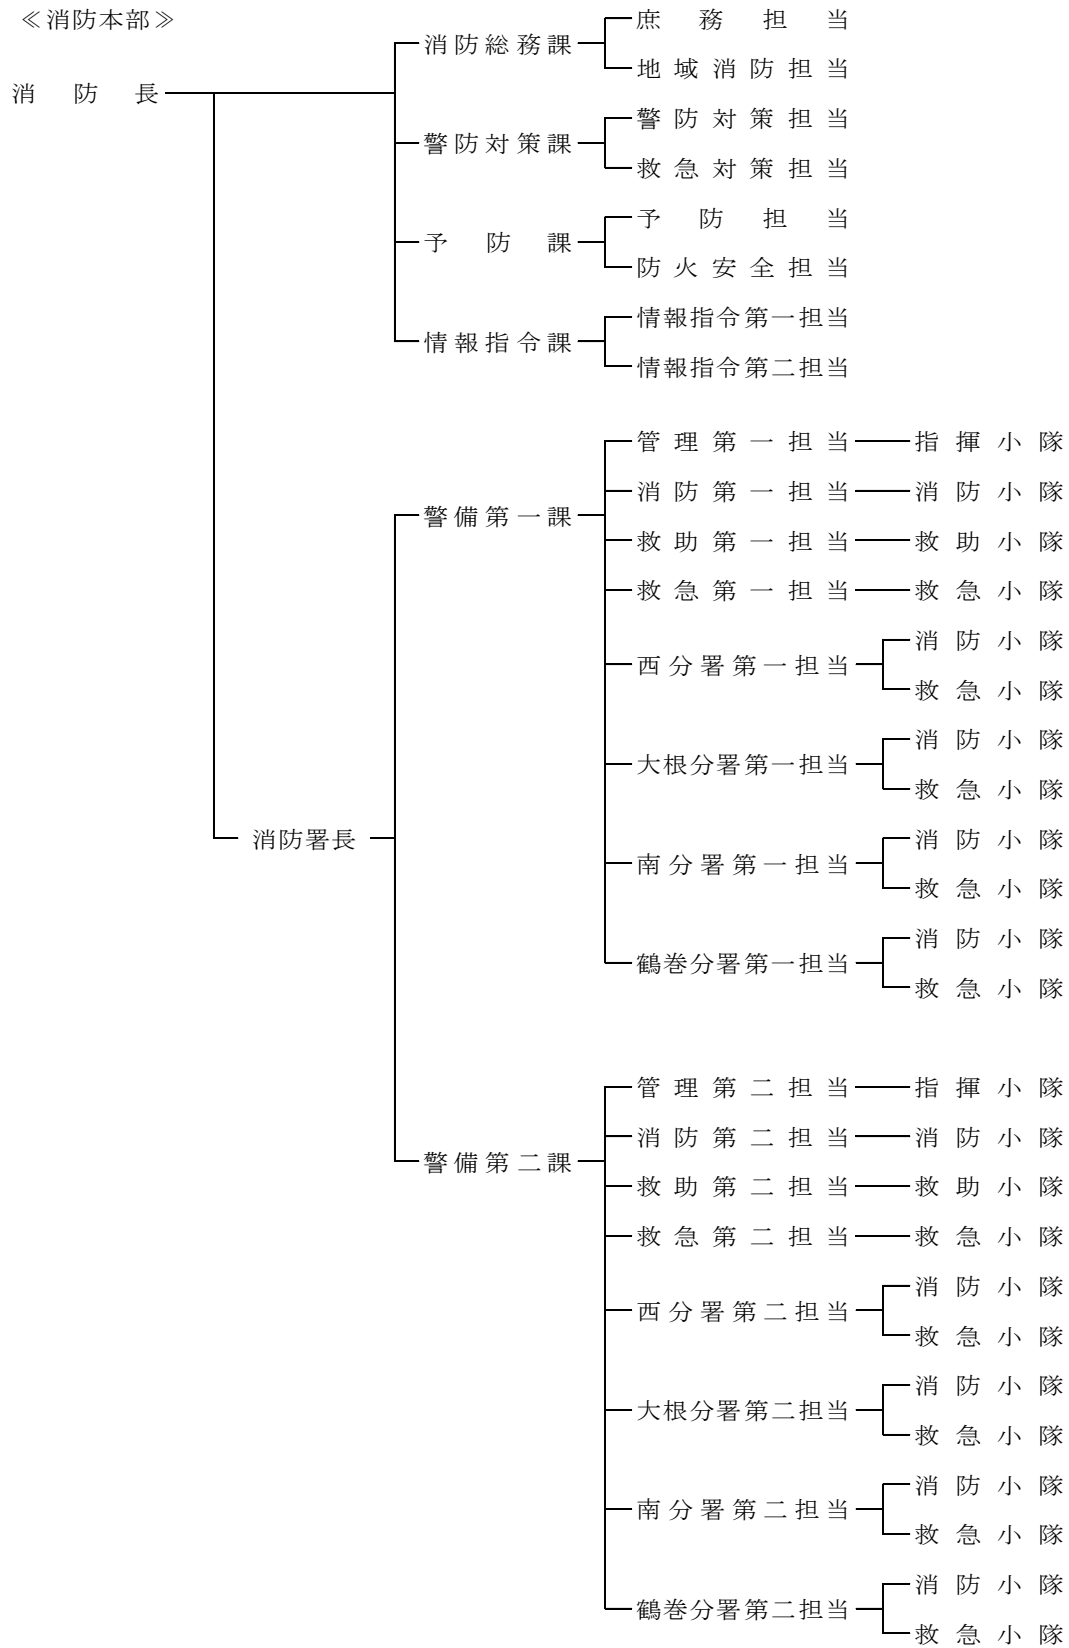 ≪消防本部≫
消防長
消防総務課
庶務担当
地域消防担当
警防対策課
警防対策担当
救急対策担当
予防課
予防担当
防火安全担当
情報指令課
情報指令第一担当
情報指令第二担当
消防署長
警備第一課
管理第一担当 指揮小隊
消防第一担当 消防小隊
救助第一担当 救助小隊
救急第一担当 救急小隊
西分署第一担当
消防小隊
救急小隊
大根分署第一担当
消防小隊
救急小隊
南分署第一担当
消防小隊
救急小隊
鶴巻分署第一担当
消防小隊
救急小隊
警備第二課
管理第二担当 指揮小隊
消防第二担当 消防小隊
救助第二担当 救助小隊
救急第二担当 救急小隊
西分署第二担当
消防小隊
救急小隊
大根分署第二担当
消防小隊
救急小隊
南分署第二担当
消防小隊
救急小隊
鶴巻分署第二担当
消防小隊
救急小隊